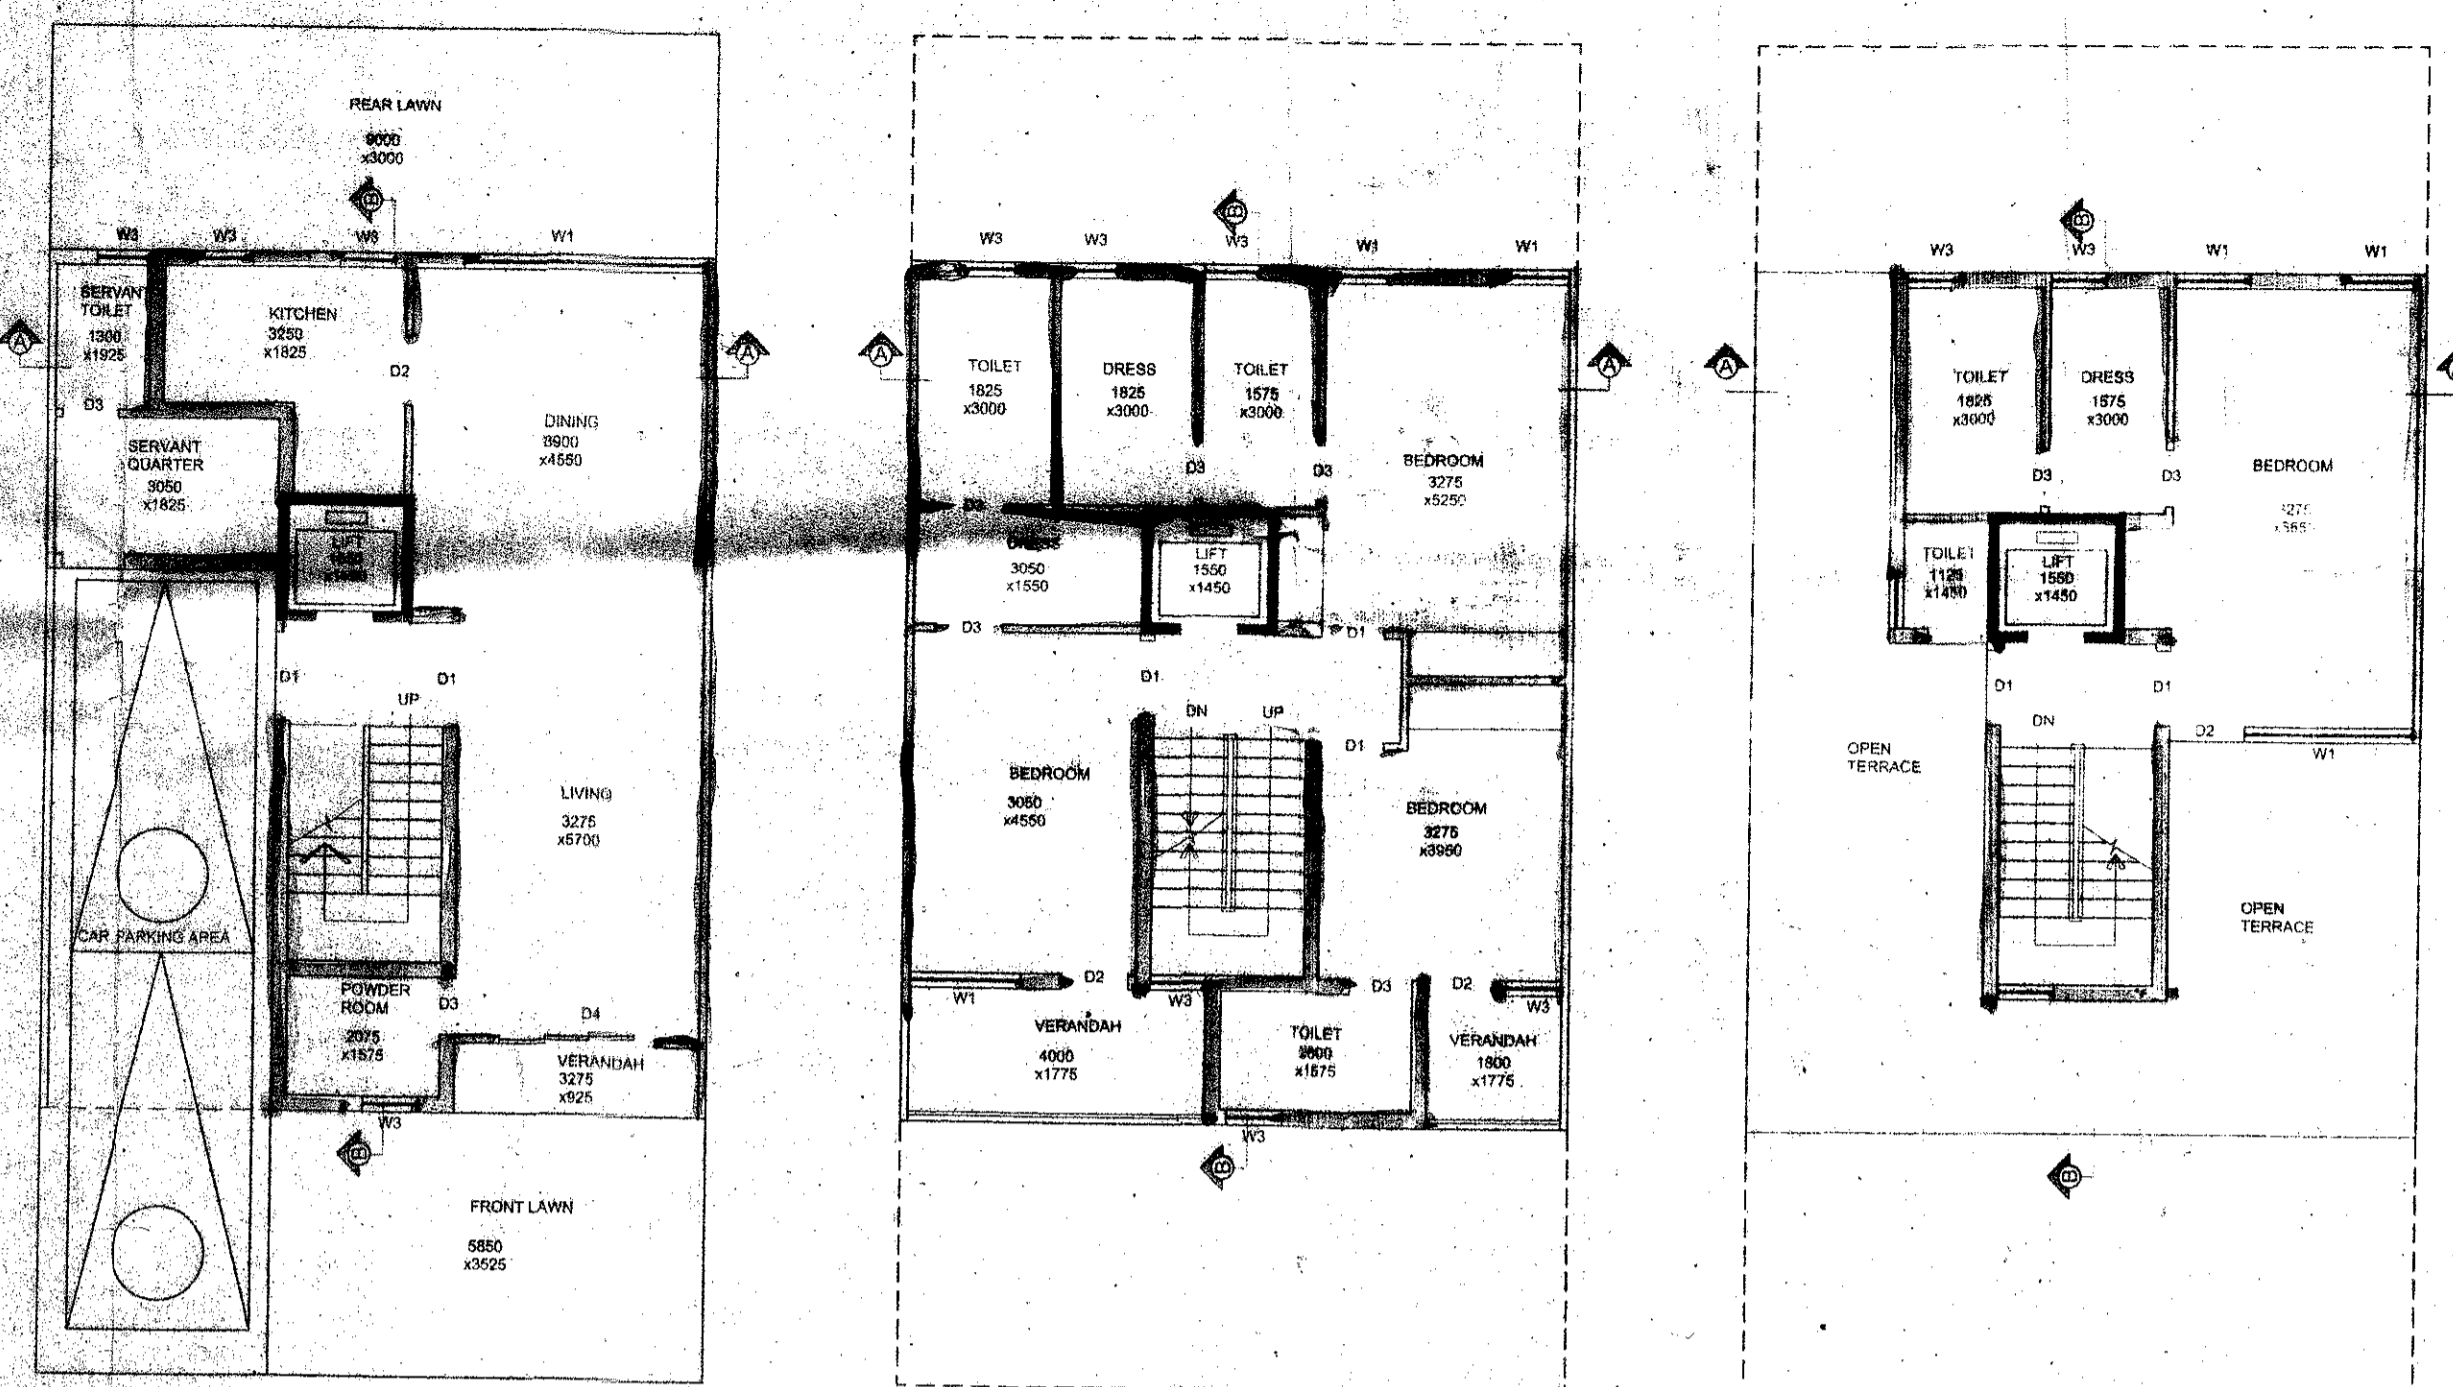 REAR LAWN
9000
x3000
B
W3
W3
W3
W1
SERVAN
TOILET
1300
x1925
KITCHEN
3250
x1825
A
A
D2
D3
DINING
3900
x4550
SERVANT
QUARTER
3050
x1825
LIFT
D1
D1
UP
LIVING
3275
x5700
CAR PARKING AREA
POWDER
ROOM
2075
x1575
D3
D4
VERANDAH
3275
x925
W3
B
FRONT LAWN
5850
x3525
B
W3
W3
W3
W1
W1
A
A
TOILET
1825
x3000
DRESS
1825
x3000
TOILET
1575
x3000
D3
D3
BEDROOM
3275
x5250
D3
DRESS
3050
x1550
LIFT
1550
x1450
D3
D1
D1
DN
UP
D1
BEDROOM
3050
x4550
BEDROOM
3275
x3950
W1
D2
W3
D3
D2
W3
VERANDAH
4000
x1775
TOILET
x1575
VERANDAH
1800
x1775
W3
B
B
W3
W3
W1
W1
A
TOILET
1825
x3000
DRESS
1575
x3000
BEDROOM
D3
D3
TOILET
1125
x1450
LIFT
1550
x1450
D1
D1
DN
D2
W1
OPEN
TERRACE
OPEN
TERRACE
B